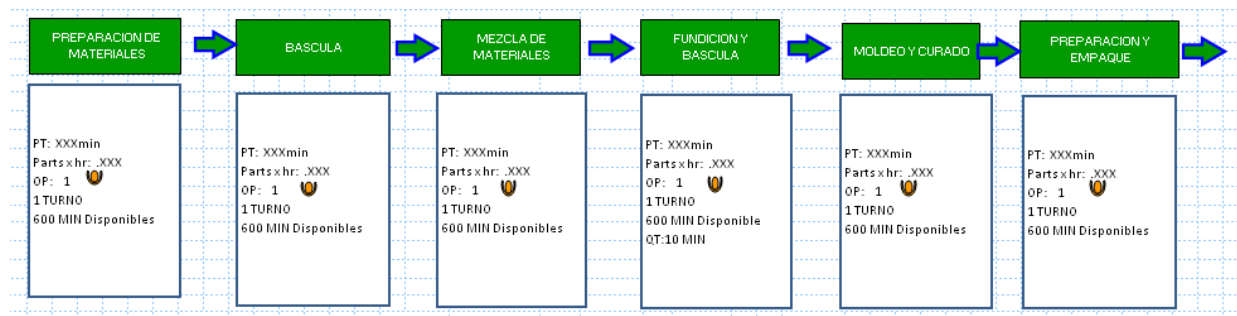 PREPARACION DE
MATERIALES
BASCULA
MEZCLA DE
MATERIALES
FUNDICION Y
BASCULA
MOLDEO Y CURADO
PREPARACION Y
EMPAQUE
PT: XXXmin
Parts x hr: .XXX
OP: 1
1 TURNO
600 MIN Disponibles
PT: XXXmin
Parts x hr: .XXX
OP: 1
1 TURNO
600 MIN Disponibles
PT: XXXmin
Parts x hr: .XXX
OP: 1
1 TURNO
600 MIN Disponibles
PT: XXXmin
Parts x hr: .XXX
OP: 1
1 TURNO
600 MIN Disponible
QT:10 MIN
PT: XXXmin
Parts x hr: .XXX
OP: 1
1 TURNO
600 MIN Disponibles
PT: XXXmin
Parts x hr: .XXX
OP: 1
1 TURNO
600 MIN Disponibles